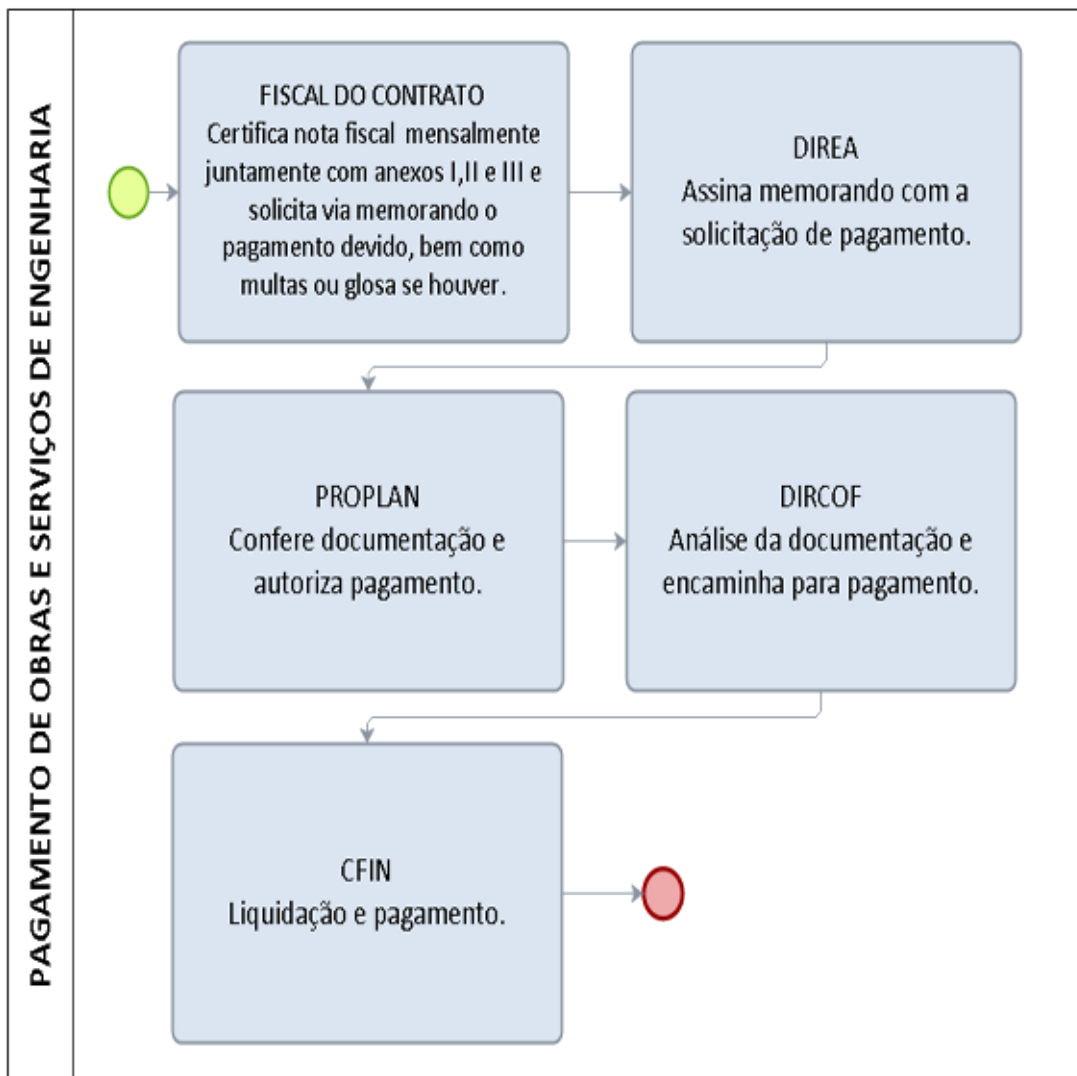 PAGAMENTO DE OBRAS E SERVIÇOS DE ENGENHARIA
FISCAL DO CONTRATO
Certifica nota fiscal mensalmente
juntamente com anexos I,II e III e
solicita via memorando o
pagamento devido, bem como
multas ou glosa se houver.
DIREA
Assina memorando com a
solicitação de pagamento.
PROPLAN
Confere documentação e
autoriza pagamento.
DIRCOF
Análise da documentação e
encaminha para pagamento.
CFIN
Liquidação e pagamento.